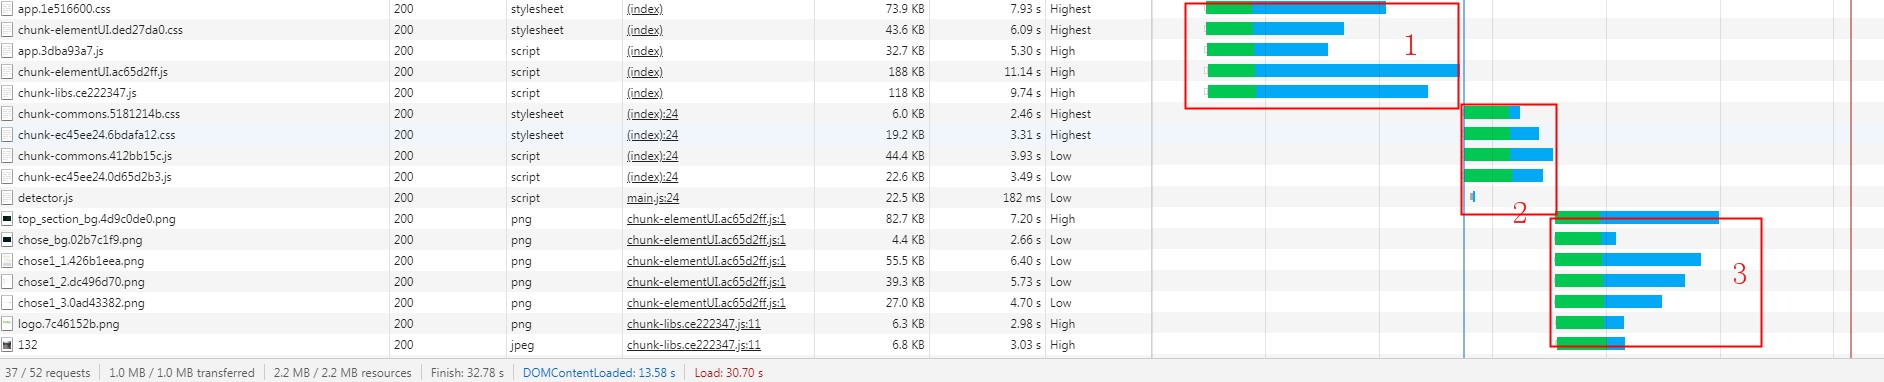 app.1e516600.css 200 stylesheet (index) 73.9 KB 7.93 s Highest
chunk-elementUI.ded27da0.css 200 stylesheet (index) 43.6 KB 6.09 s Highest
app.3dba93a7.js 200 script (index) 32.7 KB 5.30 s High
1
chunk-elementUI.ac65d2ff.js 200 script (index) 188 KB 11.14 s High
chunk-libs.ce222347.js 200 script (index) 118 KB 9.74 s High
chunk-commons.5181214b.css 200 stylesheet (index):24 6.0 KB 2.46 s Highest
chunk-ec45ee24.6bdafa12.css 200 stylesheet (index):24 19.2 KB 3.31 s Highest
chunk-commons.412bb15c.js 200 script (index):24 44.4 KB 3.93 s Low
chunk-ec45ee24.0d65d2b3.js 200 script (index):24 22.6 KB 3.49 s Low
detector.js 200 script main.js:24 22.5 KB 182 ms Low
2
top_section_bg.4d9c0de0.png 200 png chunk-elementUI.ac65d2ff.js:1 82.7 KB 7.20 s High
chose_bg.02b7c1f9.png 200 png chunk-elementUI.ac65d2ff.js:1 4.4 KB 2.66 s Low
chose1_1.426b1eea.png 200 png chunk-elementUI.ac65d2ff.js:1 55.5 KB 6.40 s Low
3
chose1_2.dc496d70.png 200 png chunk-elementUI.ac65d2ff.js:1 39.3 KB 5.73 s Low
chose1_3.0ad43382.png 200 png chunk-elementUI.ac65d2ff.js:1 27.0 KB 4.70 s Low
logo.7c46152b.png 200 png chunk-libs.ce222347.js:11 6.3 KB 2.98 s High
132 200 jpeg chunk-libs.ce222347.js:11 6.8 KB 3.03 s High
37 / 52 requests 1.0 MB / 1.0 MB transferred 2.2 MB / 2.2 MB resources Finish: 32.78 s DOMContentLoaded: 13.58 s Load: 30.70 s